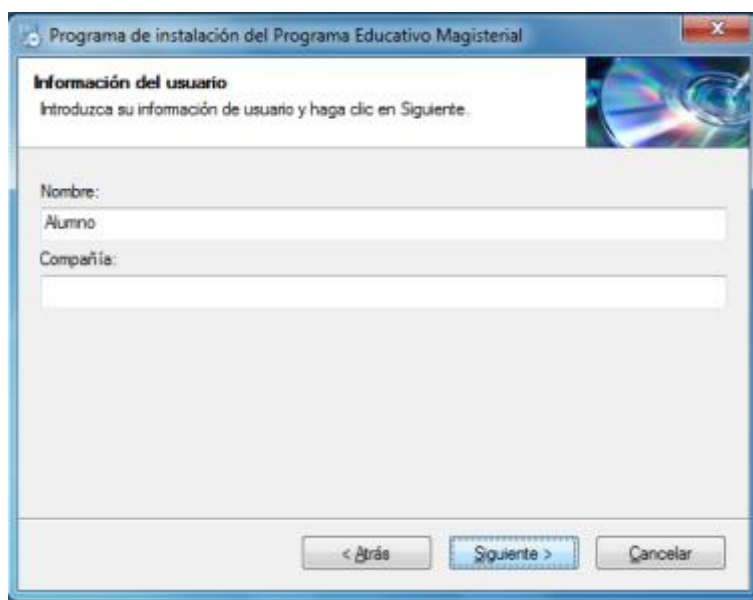 Programa de instalación del Programa Educativo Magisterial
Información del usuario
Introduzca su información de usuario y haga clic en Siguiente.
Nombre:
Alumno
Compañía:
< Atrás
Siguiente >
Cancelar